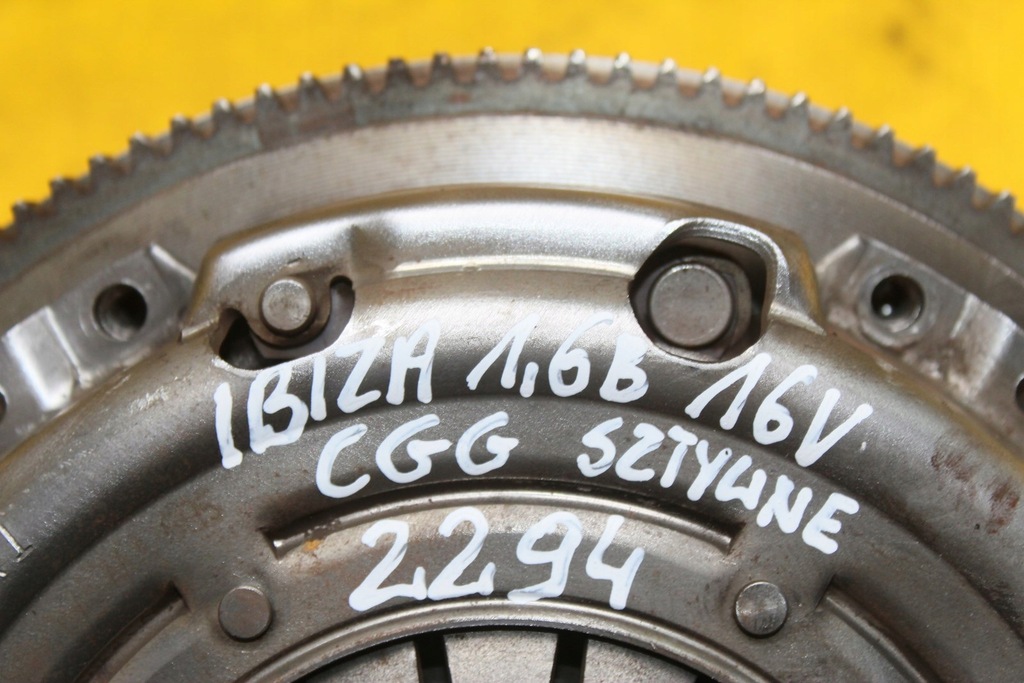 IBIZA 1,6B 16V
CGG SZTYWNE
2294